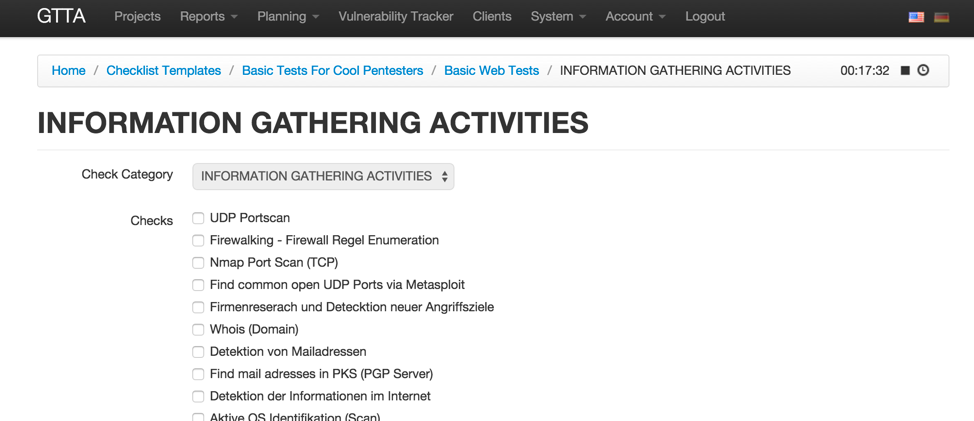 GTTA Projects Reports Planning Vulnerability Tracker Clients System Account Logout
Home / Checklist Templates / Basic Tests For Cool Pentesters / Basic Web Tests / INFORMATION GATHERING ACTIVITIES 00:17:32
INFORMATION GATHERING ACTIVITIES
Check Category INFORMATION GATHERING ACTIVITIES
Checks UDP Portscan
Firewalking - Firewall Regel Enumeration
Nmap Port Scan (TCP)
Find common open UDP Ports via Metasploit
Firmenreserach und Detecktion neuer Angriffsziele
Whois (Domain)
Detektion von Mailadressen
Find mail adresses in PKS (PGP Server)
Detektion der Informationen im Internet
Aktive OS Identifikation (Scan)